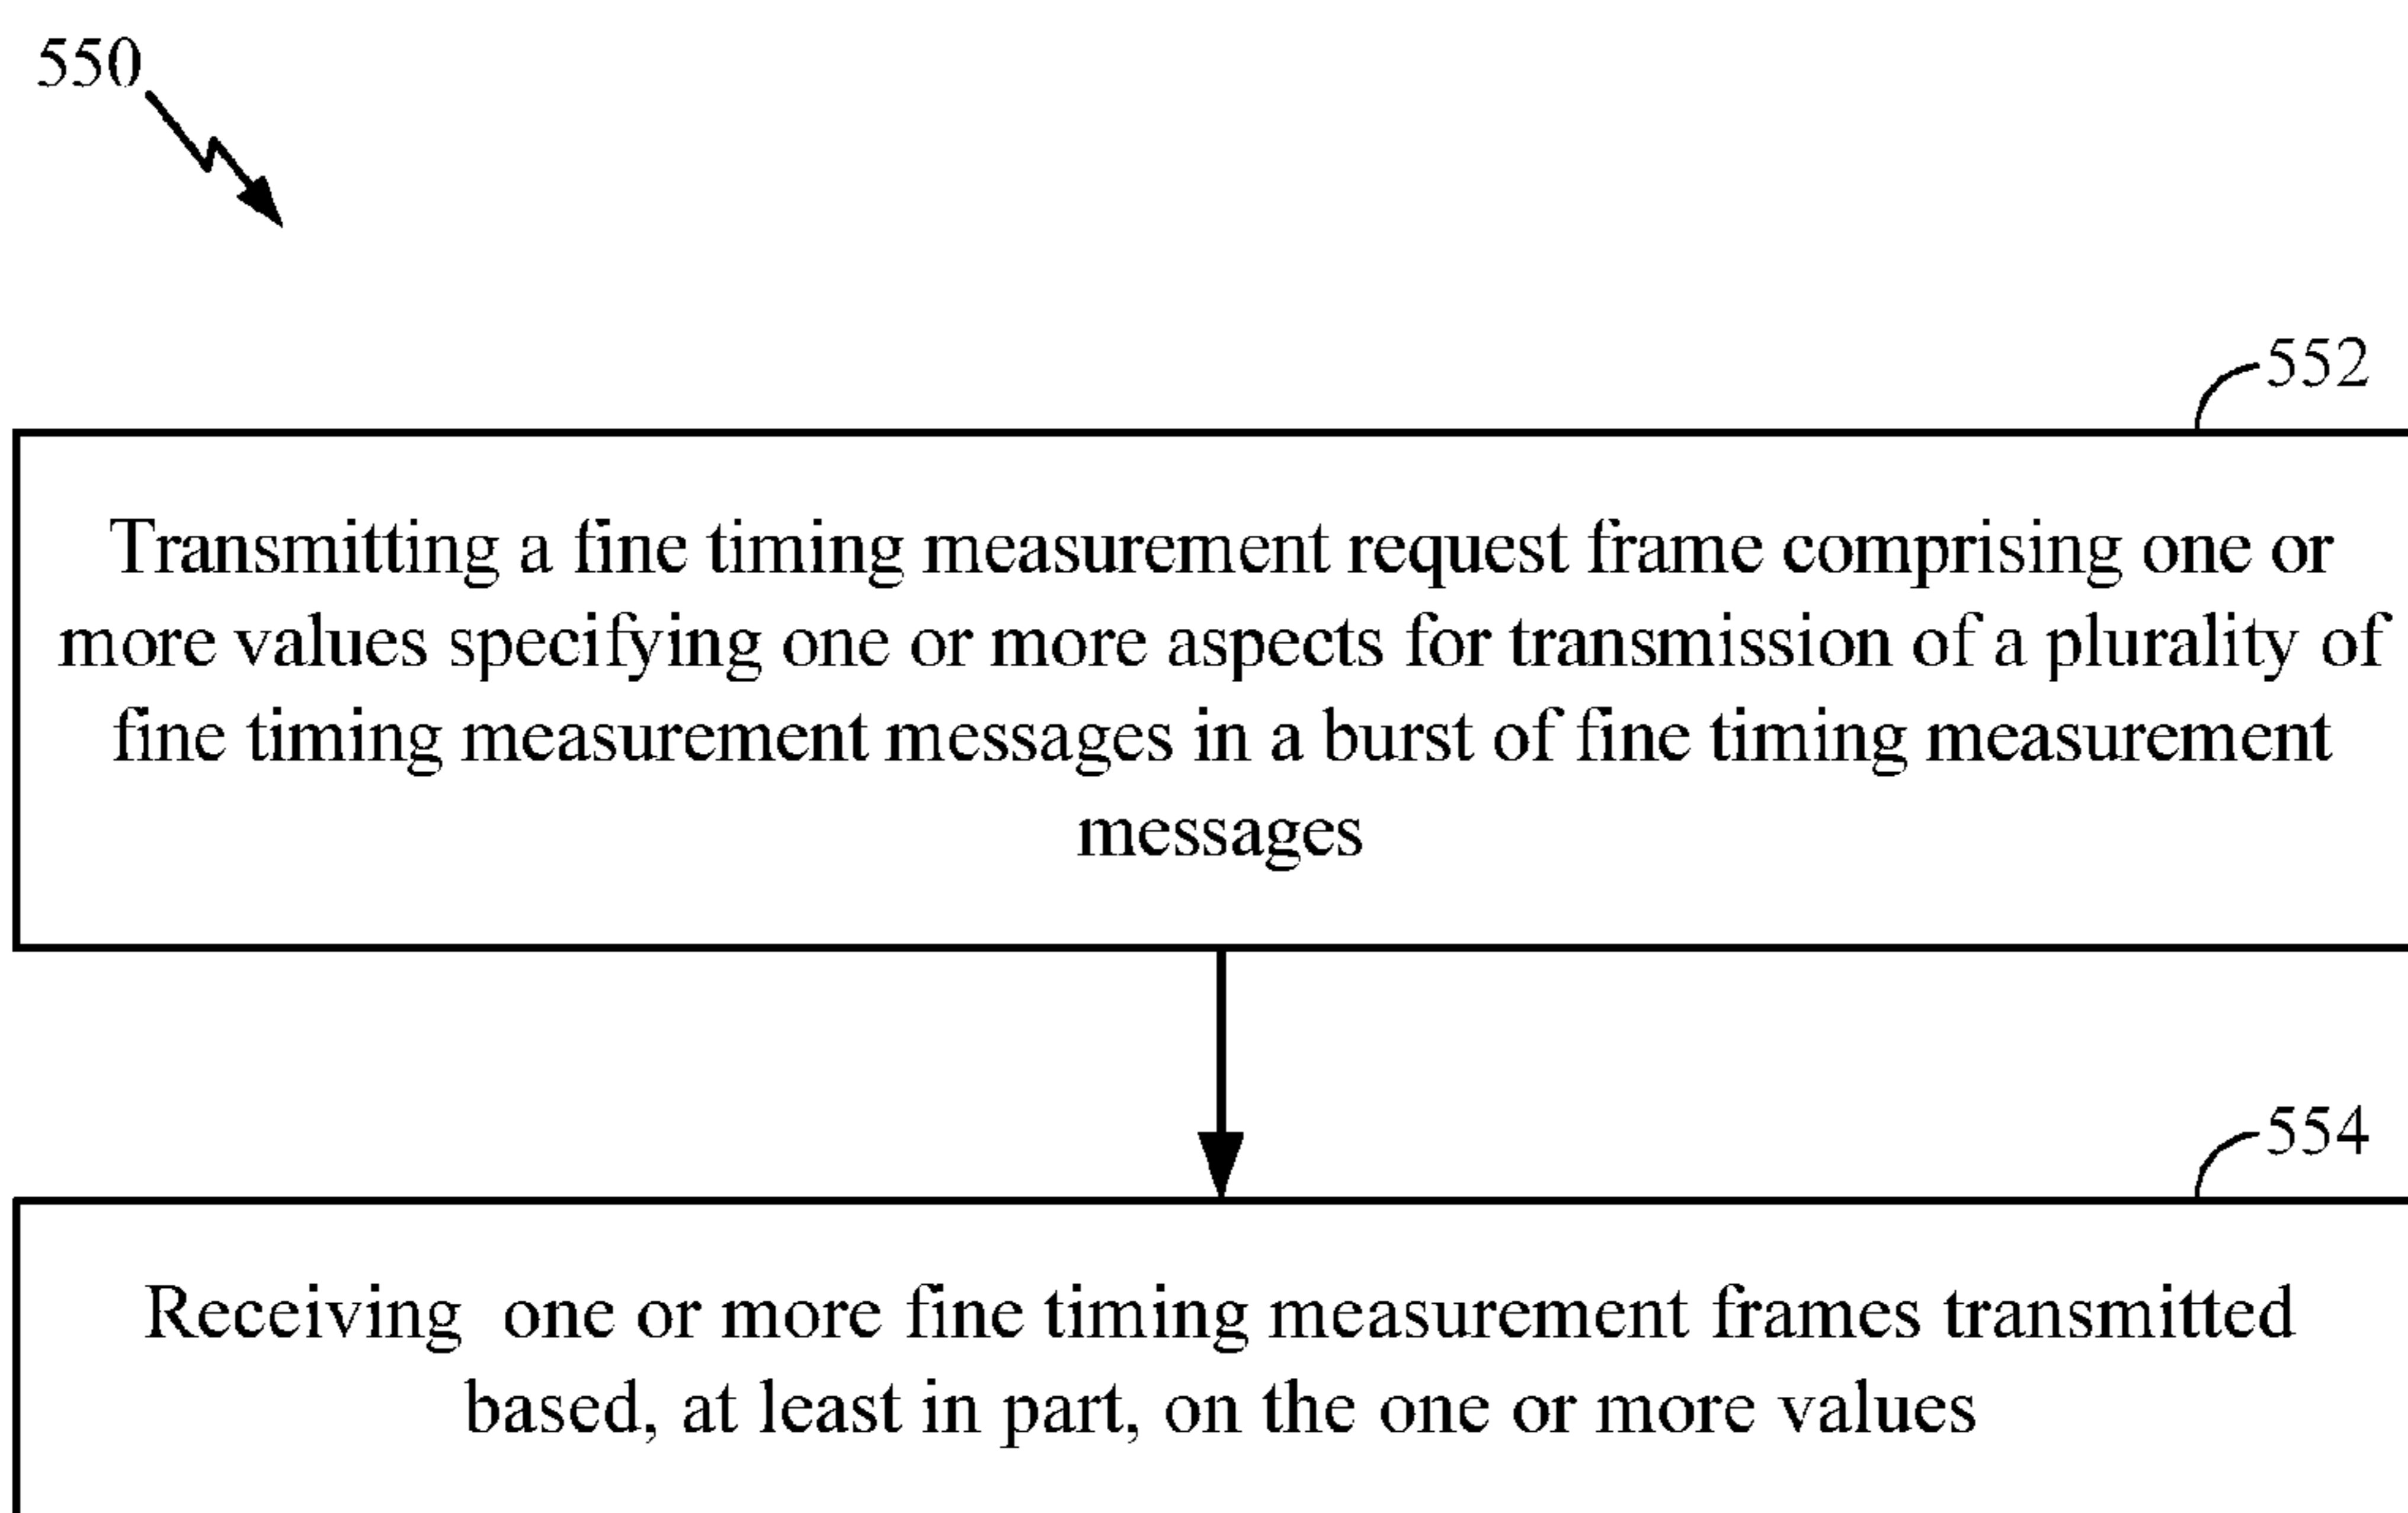 550
552
Transmitting a fine timing measurement request frame comprising one or
more values specifying one or more aspects for transmission of a plurality of
fine timing measurement messages in a burst of fine timing measurement
messages
554
Receiving one or more fine timing measurement frames transmitted
based, at least in part, on the one or more values